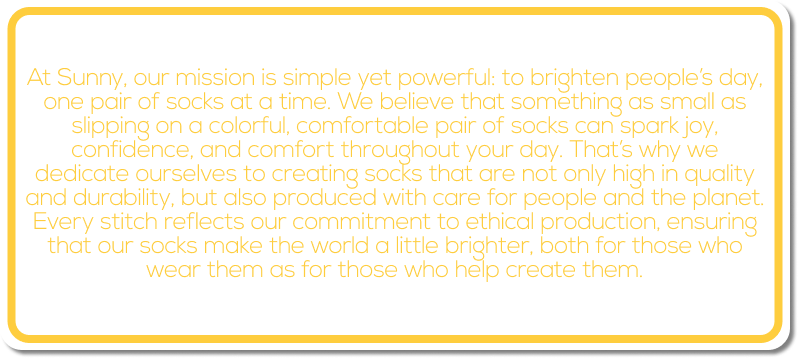 At Sunny, our mission is simple yet powerful: to brighten people's day,
one pair of socks at a time. We believe that something as small as
slipping on a colorful, comfortable pair of socks can spark joy,
confidence, and comfort throughout your day. That's why we
dedicate ourselves to creating socks that are not only high in quality
and durability, but also produced with care for people and the planet.
Every stitch reflects our commitment to ethical production, ensuring
that our socks make the world a little brighter, both for those who
wear them as for those who help create them.